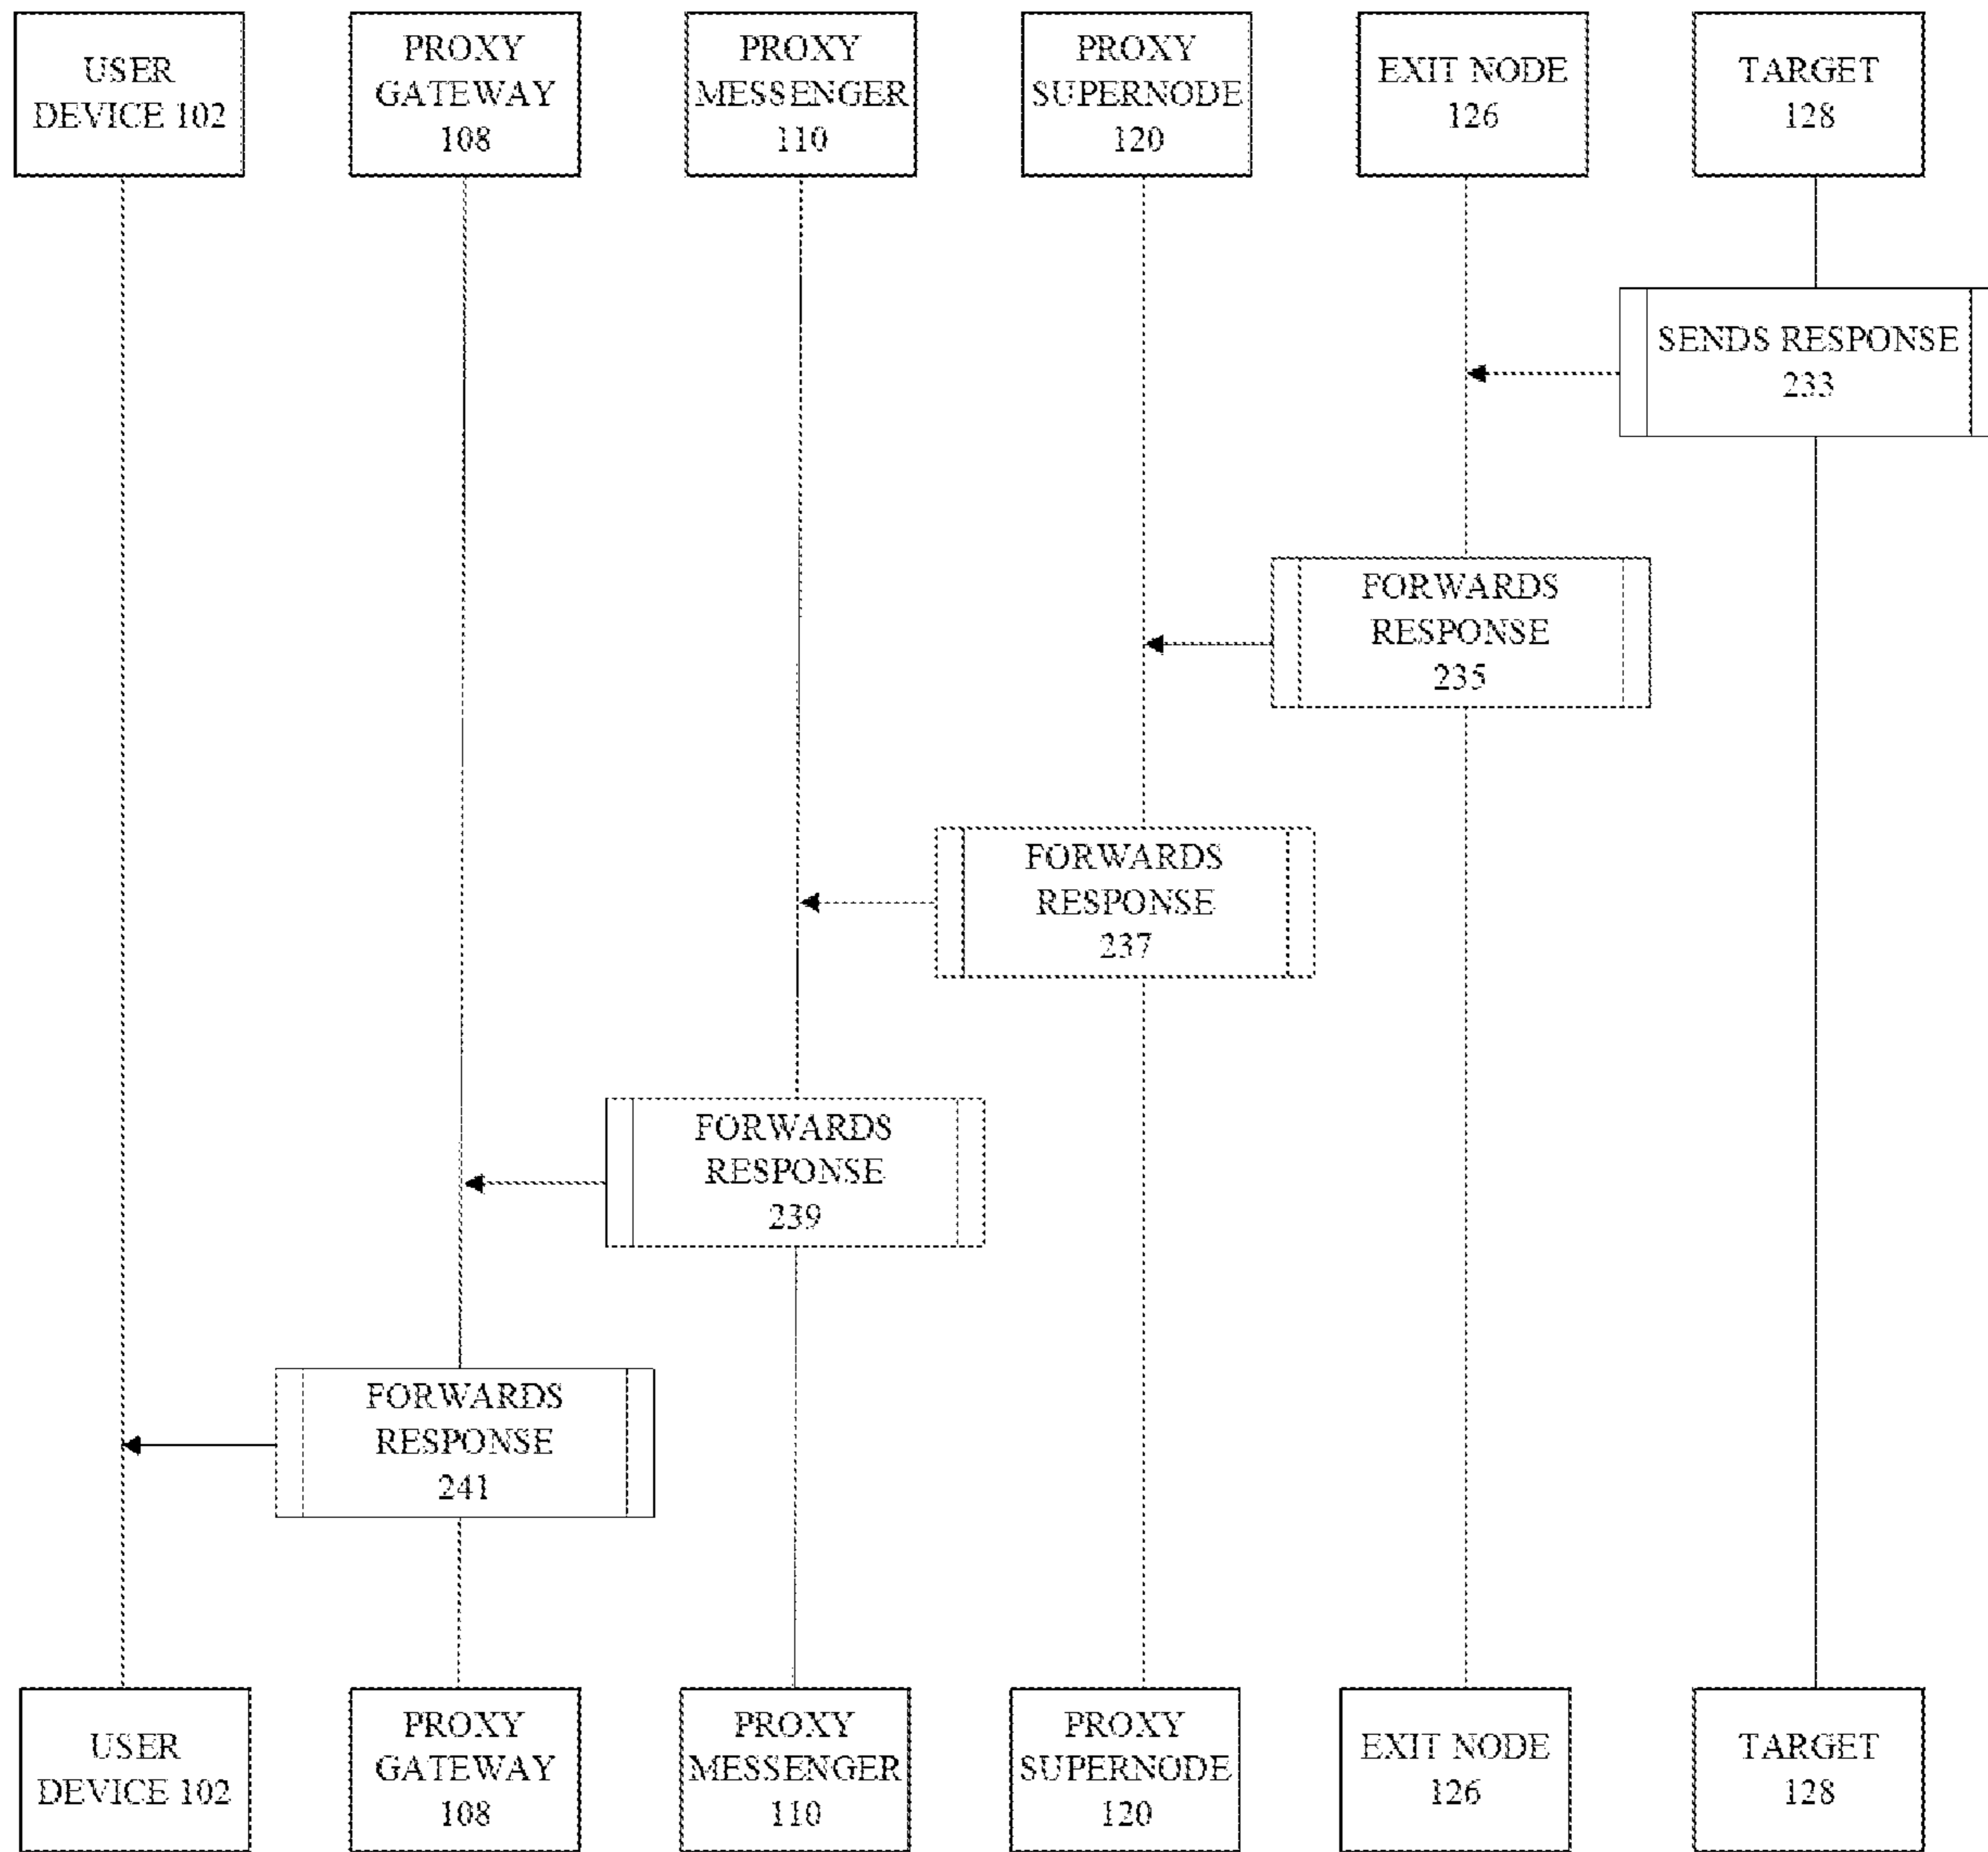 USER
DEVICE 102
PROXY
GATEWAY
108
PROXY
MESSENGER
110
PROXY
SUPERNODE
120
EXIT NODE
126
TARGET
128
SENDS RESPONSE
233
FORWARDS
RESPONSE
235
FORWARDS
RESPONSE
237
FORWARDS
RESPONSE
239
FORWARDS
RESPONSE
241
USER
DEVICE 102
PROXY
GATEWAY
108
PROXY
MESSENGER
110
PROXY
SUPERNODE
120
EXIT NODE
126
TARGET
128